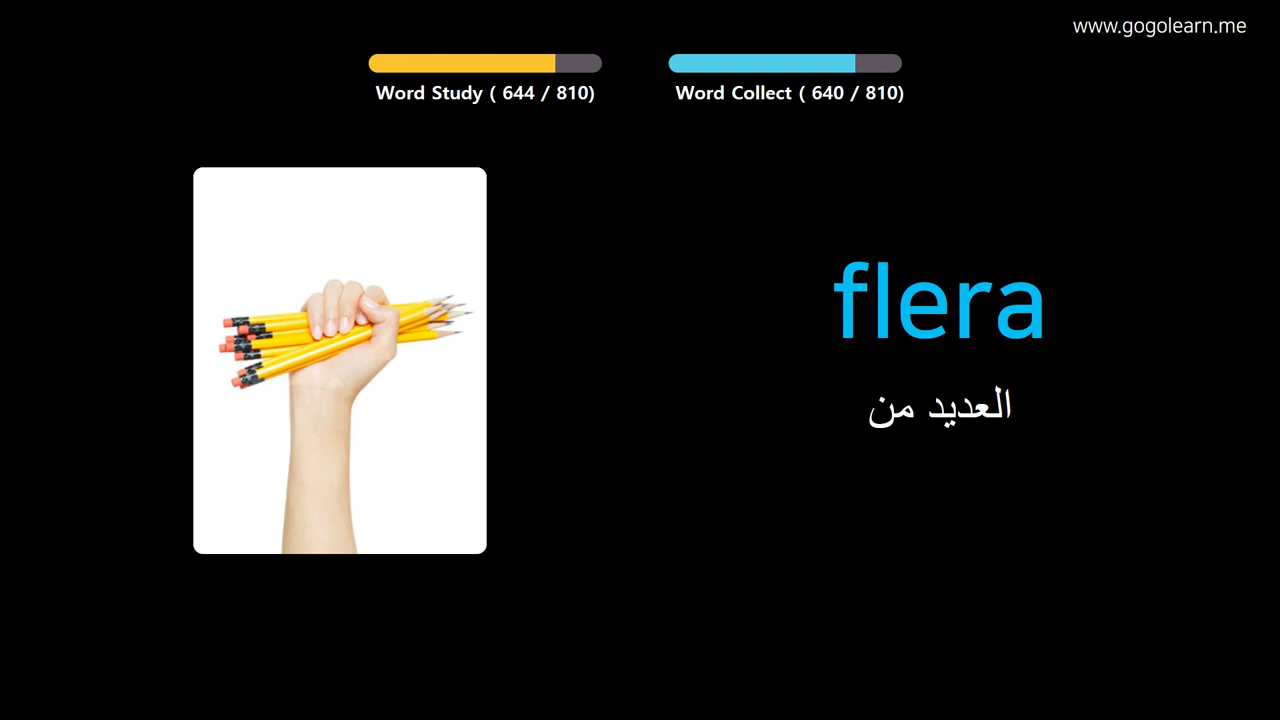 www.gogolearn.me
Word Study ( 644 / 810)
Word Collect ( 640 / 810)
flera
العديد من